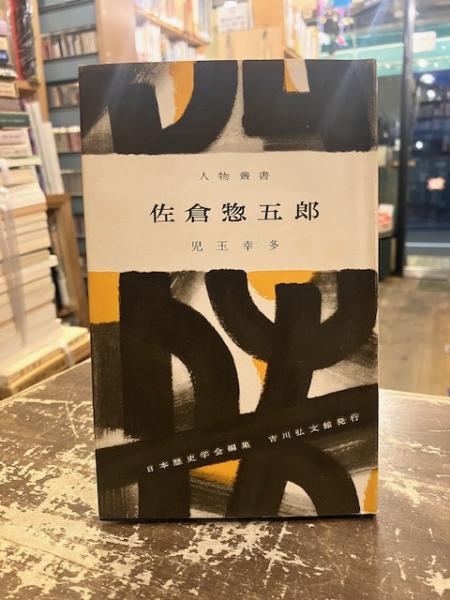 人物叢書
佐倉惣五郎
児玉幸多
日本歴史学会編集 吉川弘文館発行